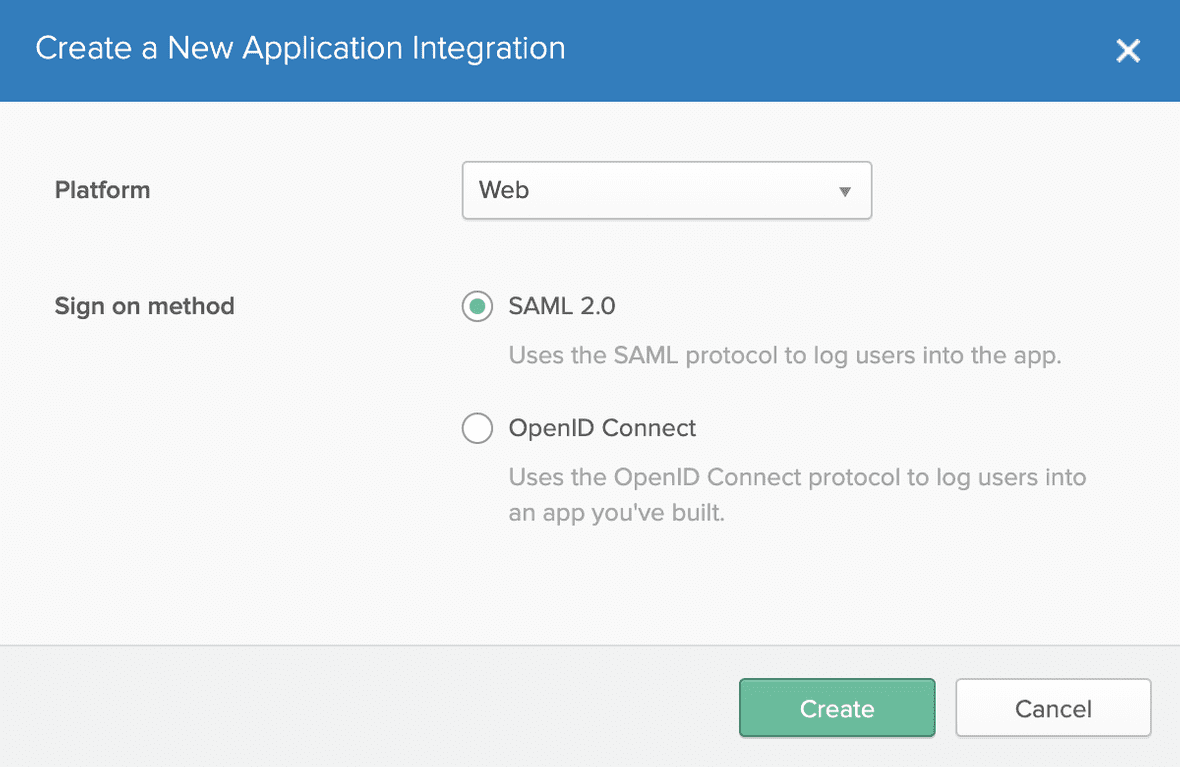 Create a New Application Integration
Platform
Web
Sign on method
SAML 2.0
Uses the SAML protocol to log users into the app.
OpenID Connect
Uses the OpenID Connect protocol to log users into
an app you've built.
Create
Cancel